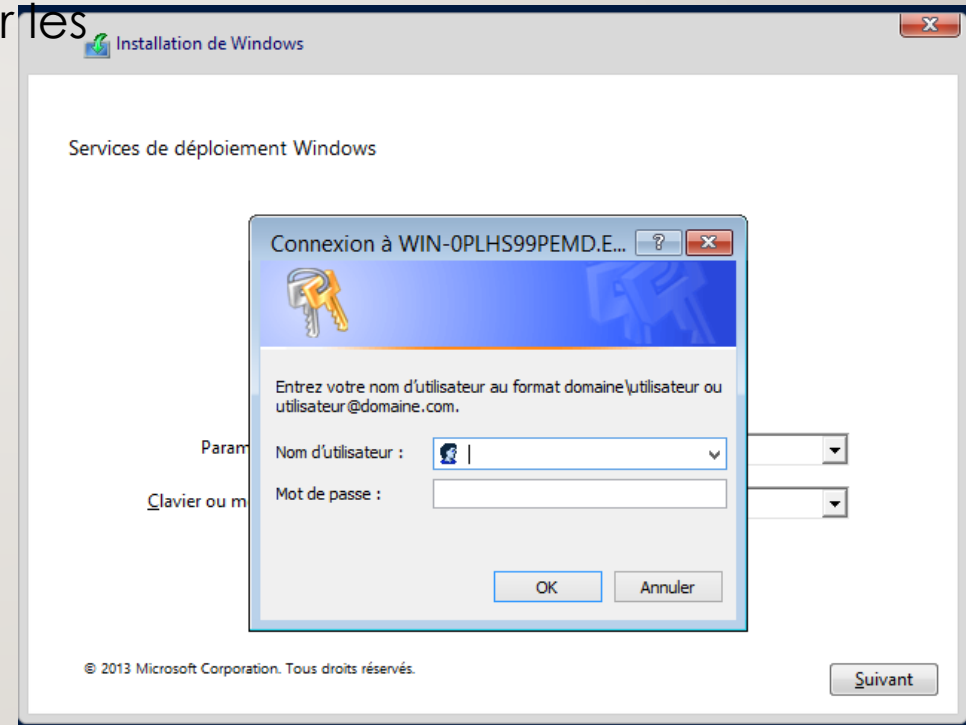 r les
Installation de Windows
Services de déploiement Windows
Connexion à WIN-0PLHS99PEMD.E...
Entrez votre nom d'utilisateur au format domaine\utilisateur ou
utilisateur@domaine.com.
Param
Nom d'utilisateur :
Clavier ou m
Mot de passe :
OK
Annuler
© 2013 Microsoft Corporation. Tous droits réservés.
Suivant